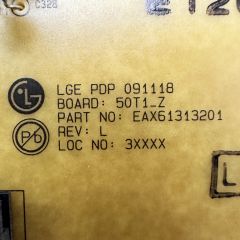 C328
LGE PDP 091118
BOARD: 50T1_Z
PART NO: EAX61313201
REV: L
LOC NO: 3XXXX
LG
Pb
L